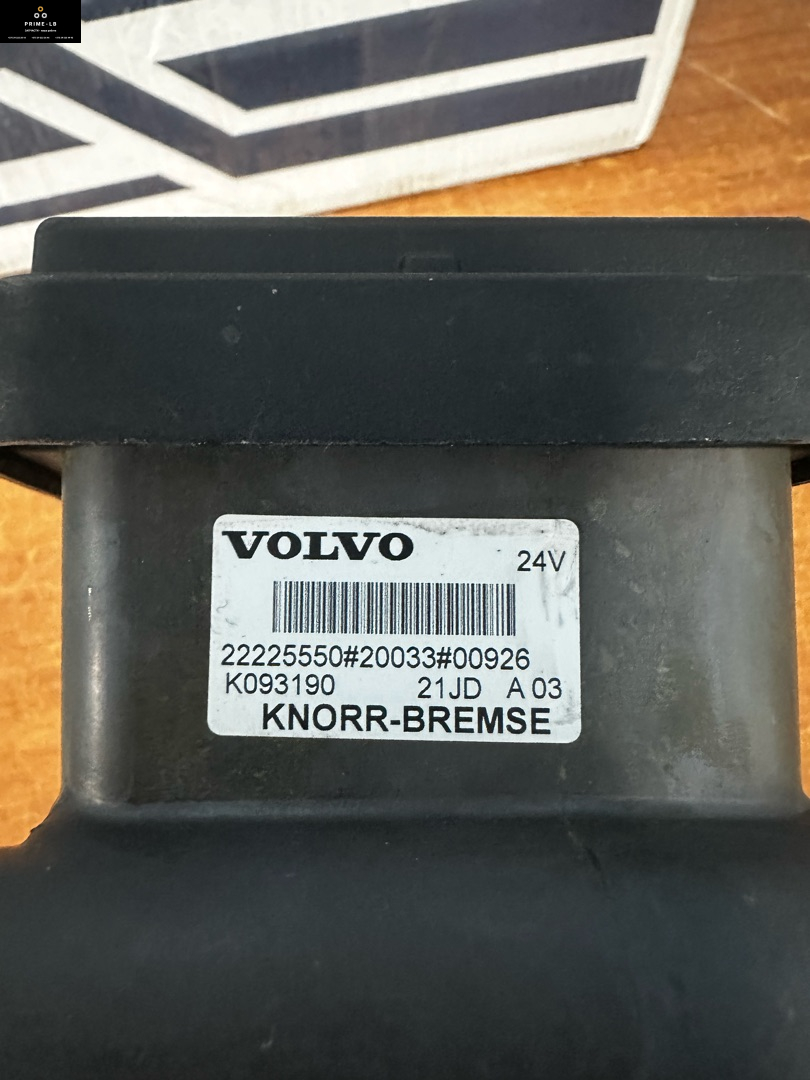 PRIME-LB
VOLVO
24V
22225550#20033#00926
K093190 21JD A 03
KNORR-BREMSE